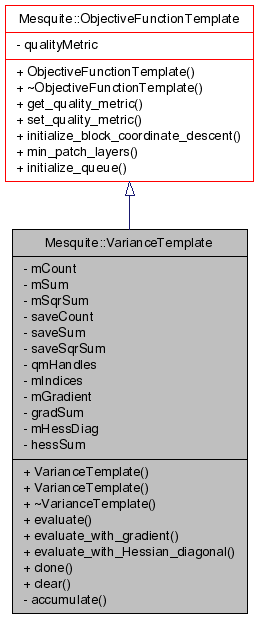 Mesquite::ObjectiveFunctionTemplate
- qualityMetric
+ ObjectiveFunctionTemplate()
+ ~ObjectiveFunctionTemplate()
+ get_quality_metric()
+ set_quality_metric()
+ initialize_block_coordinate_descent()
+ min_patch_layers()
+ initialize_queue()
Mesquite::VarianceTemplate
- mCount
- mSum
- mSqrSum
- saveCount
- saveSum
- saveSqrSum
- qmHandles
- mIndices
- mGradient
- gradSum
- mHessDiag
- hessSum
+ VarianceTemplate()
+ VarianceTemplate()
+ ~VarianceTemplate()
+ evaluate()
+ evaluate_with_gradient()
+ evaluate_with_Hessian_diagonal()
+ clone()
+ clear()
- accumulate()